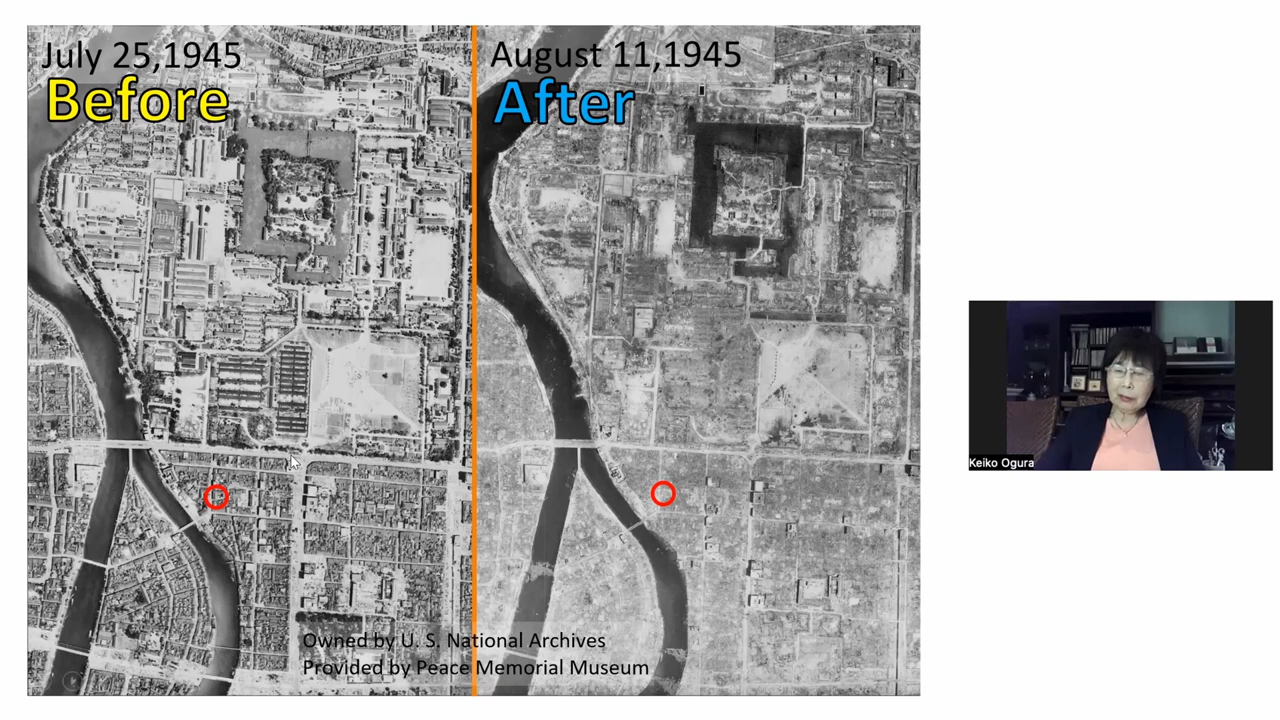 July 25,1945
Before
August 11,1945
After
Owned by U. S. National Archives
Provided by Peace Memorial Museum
Keiko Ogura